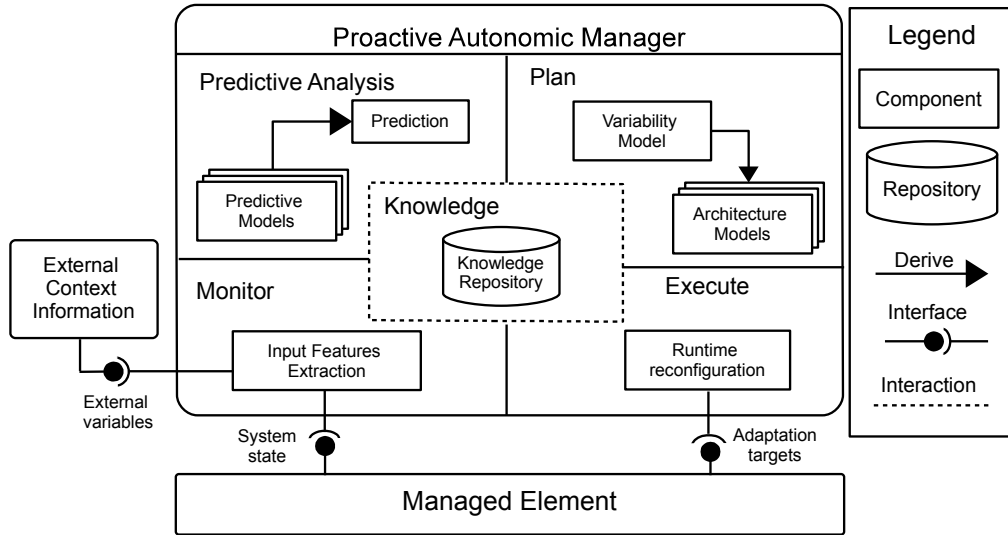 Proactive Autonomic Manager
Predictive Analysis
Prediction
Predictive
Models
Plan
Variability
Model
Architecture
Models
Knowledge
Knowledge
Repository
External
Context
Information
External
variables
Monitor
Input Features
Extraction
Execute
Runtime
reconfiguration
System
state
Adaptation
targets
Managed Element
Legend
Component
Repository
Derive
Interface
Interaction